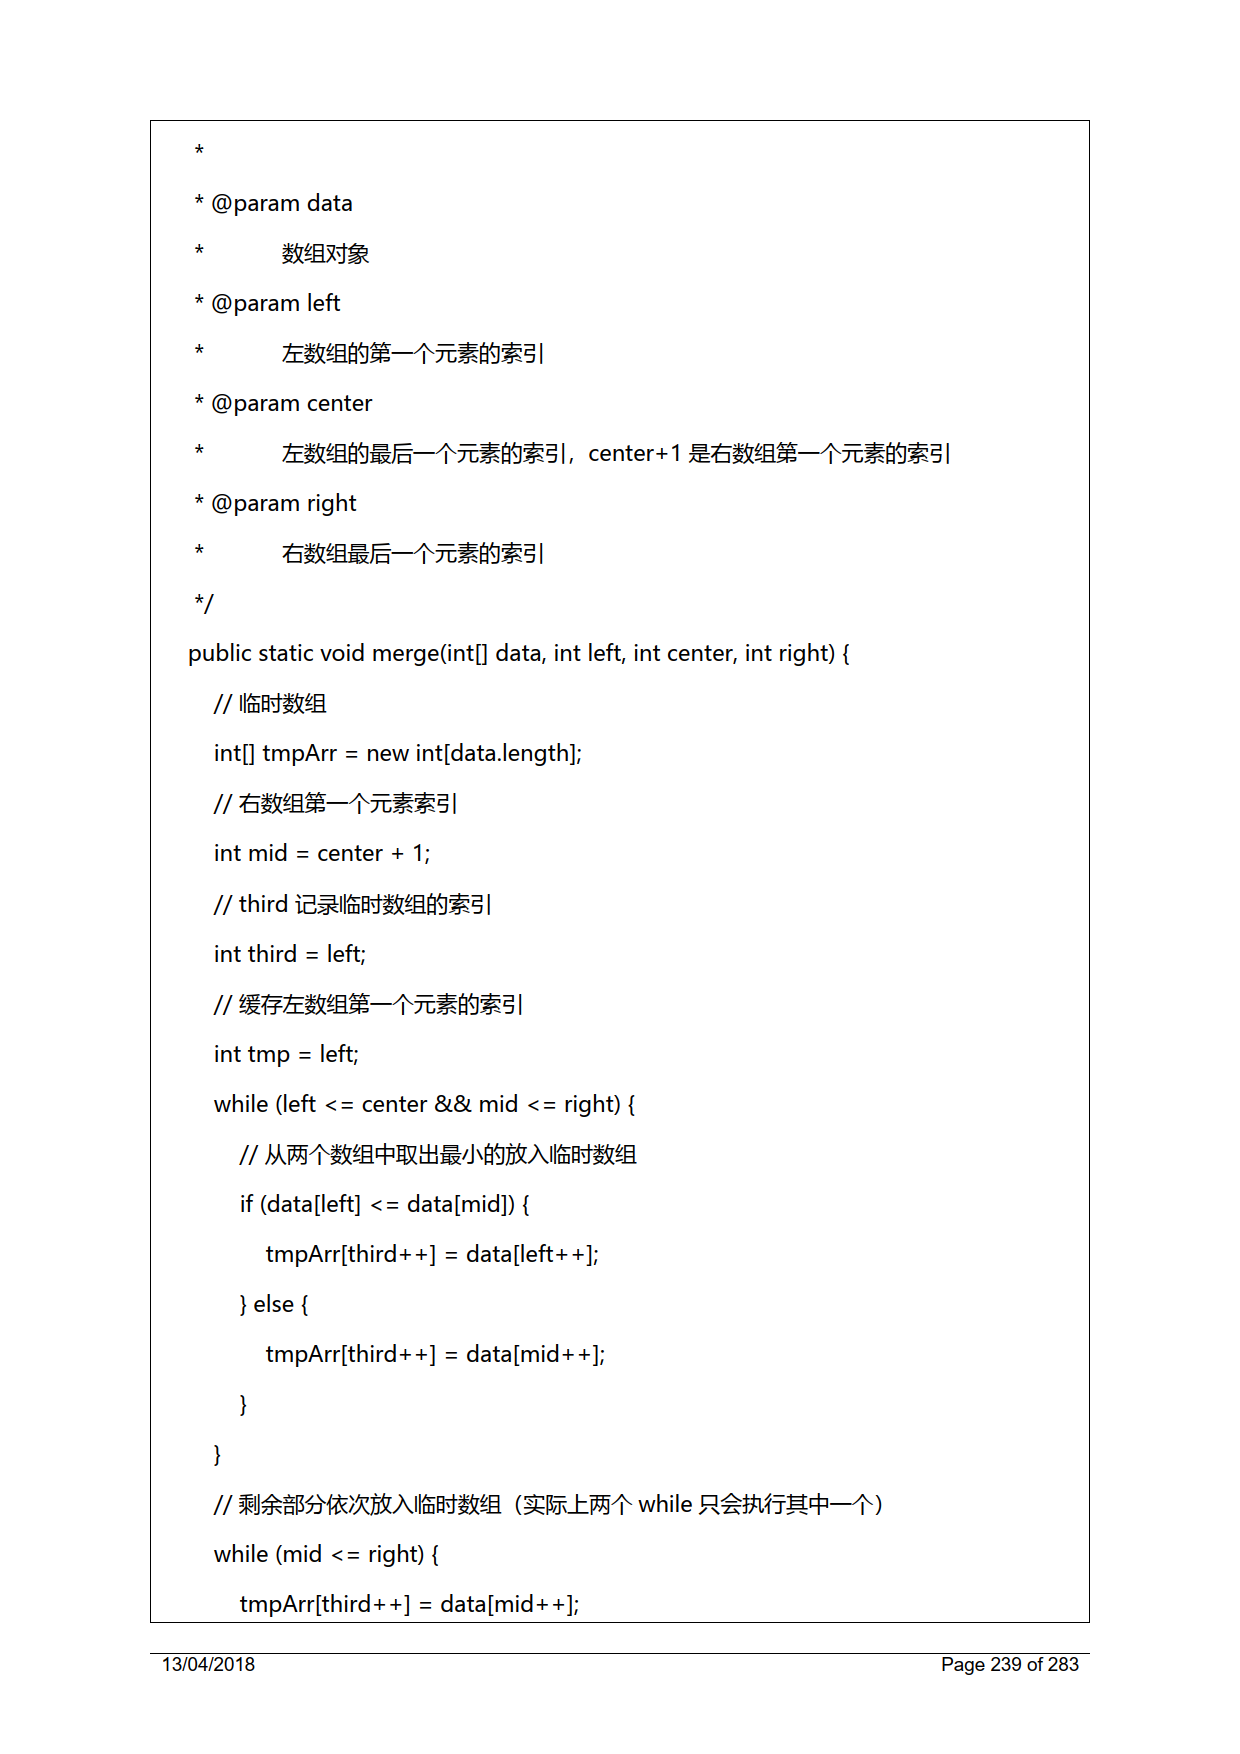 *
* @param data
* 数组对象
* @param left
* 左数组的第一个元素的索引
* @param center
* 左数组的最后一个元素的索引，center+1 是右数组第一个元素的索引
* @param right
* 右数组最后一个元素的索引
*/
public static void merge(int[] data, int left, int center, int right) {
// 临时数组
int[] tmpArr = new int[data.length];
// 右数组第一个元素索引
int mid = center + 1;
// third 记录临时数组的索引
int third = left;
// 缓存左数组第一个元素的索引
int tmp = left;
while (left <= center && mid <= right) {
// 从两个数组中取出最小的放入临时数组
if (data[left] <= data[mid]) {
tmpArr[third++] = data[left++];
} else {
tmpArr[third++] = data[mid++];
}
}
// 剩余部分依次放入临时数组（实际上两个 while 只会执行其中一个）
while (mid <= right) {
tmpArr[third++] = data[mid++];
13/04/2018 Page 239 of 283